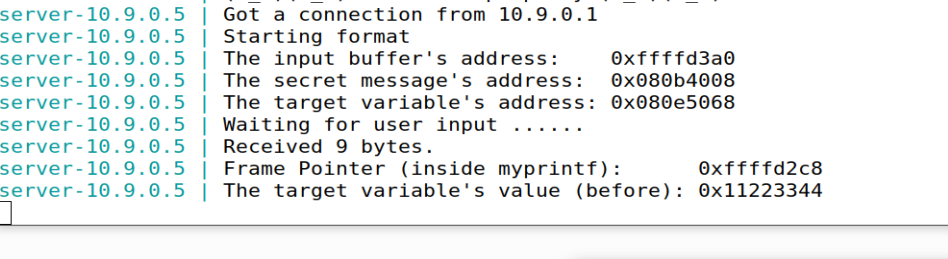 server-10.9.0.5 | Got a connection from 10.9.0.1
server-10.9.0.5 | Starting format
server-10.9.0.5 | The input buffer's address:    0xffffd3a0
server-10.9.0.5 | The secret message's address:  0x080b4008
server-10.9.0.5 | The target variable's address: 0x080e5068
server-10.9.0.5 | Waiting for user input ......
server-10.9.0.5 | Received 9 bytes.
server-10.9.0.5 | Frame Pointer (inside myprintf):      0xffffd2c8
server-10.9.0.5 | The target variable's value (before): 0x11223344